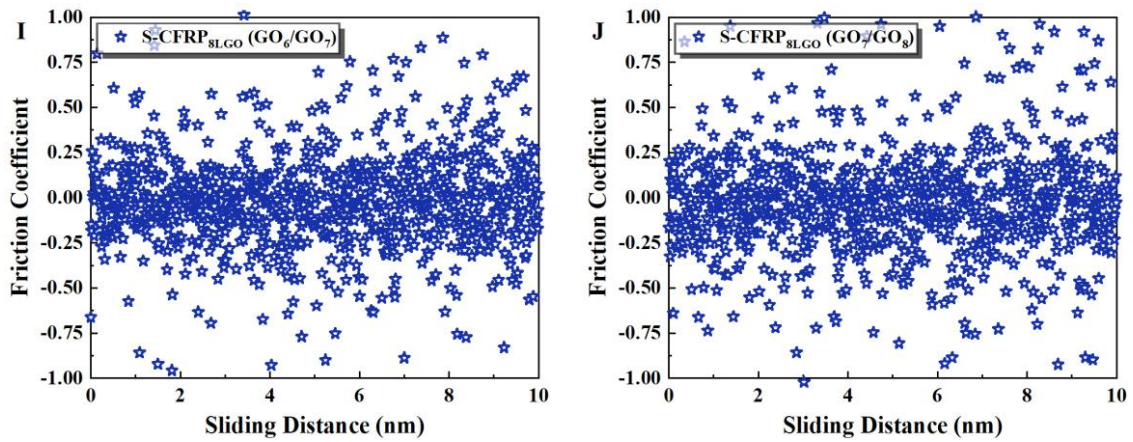 I
S-CFRP8LGO (GO6/GO7)
1.00
0.75
0.50
0.25
0.00
-0.25
-0.50
-0.75
-1.00
Friction Coefficient
0 2 4 6 8 10
Sliding Distance (nm)
J
S-CFRP8LGO (GO7/GO8)
1.00
0.75
0.50
0.25
0.00
-0.25
-0.50
-0.75
-1.00
Friction Coefficient
0 2 4 6 8 10
Sliding Distance (nm)